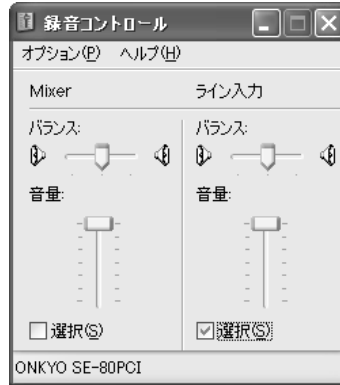 録音コントロール
オプション(P) ヘルプ(H)
Mixer ライン入力
バランス: バランス:
音量: 音量:
選択(S) 選択(S)
ONKYO SE-80PCI